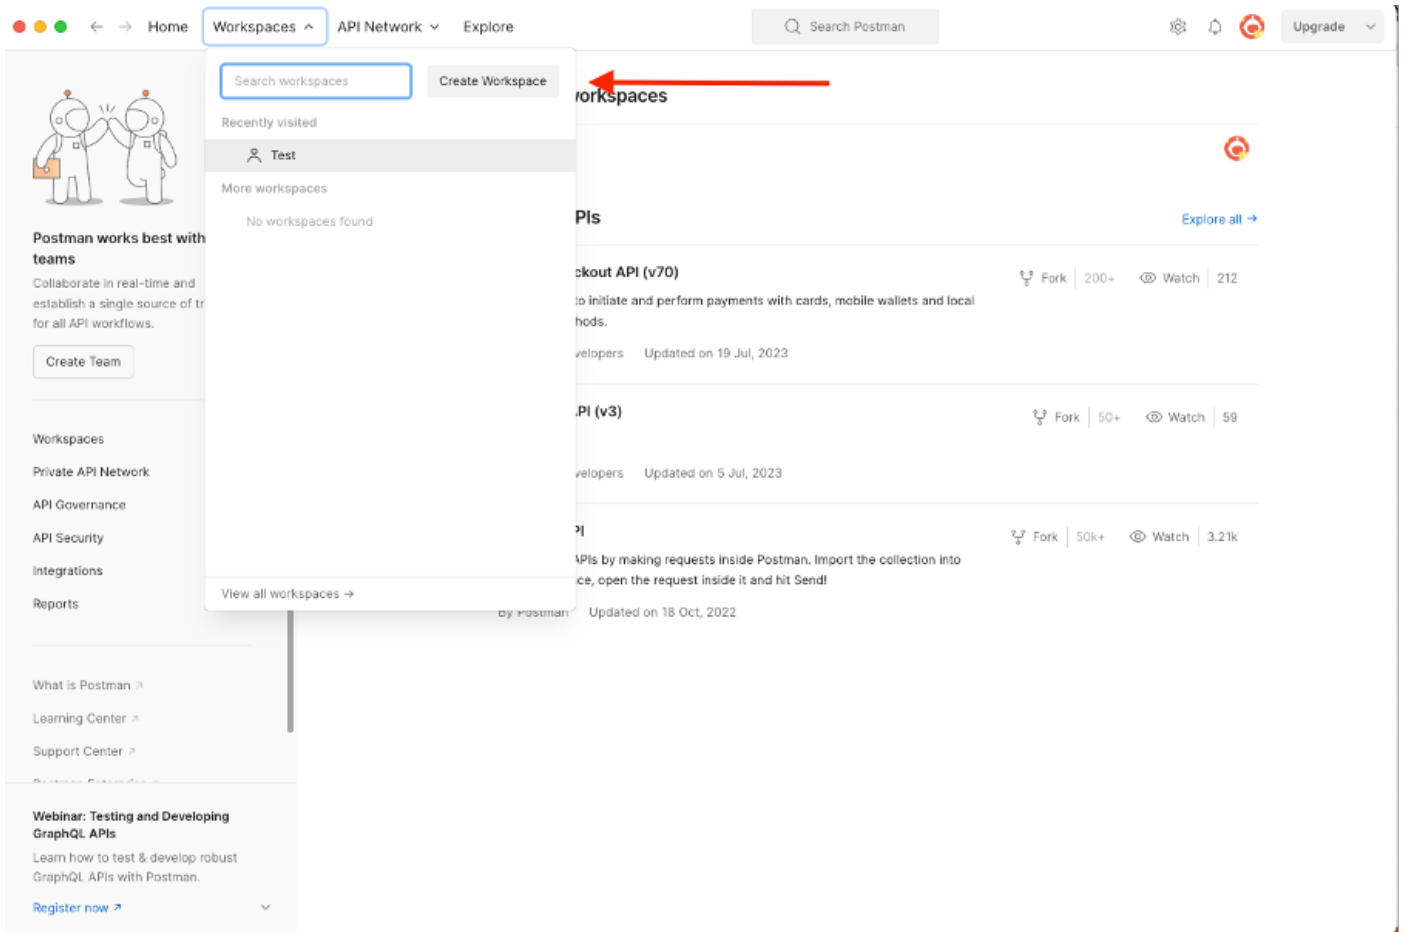 Home Workspaces API Network Explore Search Postman Upgrade
Search workspaces Create Workspace
Recently visited
Test
More workspaces
No workspaces found
View all workspaces →
Postman works best with
teams
Collaborate in real-time and
establish a single source of tr
for all API workflows.
Create Team
Workspaces
Private API Network
API Governance
API Security
Integrations
Reports
What is Postman
Learning Center
Support Center
Webinar: Testing and Developing
GraphQL APIs
Learn how to test & develop robust
GraphQL APIs with Postman.
Register now
orkspaces
PIs Explore all →
ckout API (v70) Fork 200+ Watch 212
to initiate and perform payments with cards, mobile wallets and local
hods.
velopers Updated on 19 Jul, 2023
API (v3) Fork 50+ Watch 59
velopers Updated on 5 Jul, 2023
PI Fork 50k+ Watch 3.21k
APIs by making requests inside Postman. Import the collection into
ce, open the request inside it and hit Send!
By Postman Updated on 18 Oct, 2022